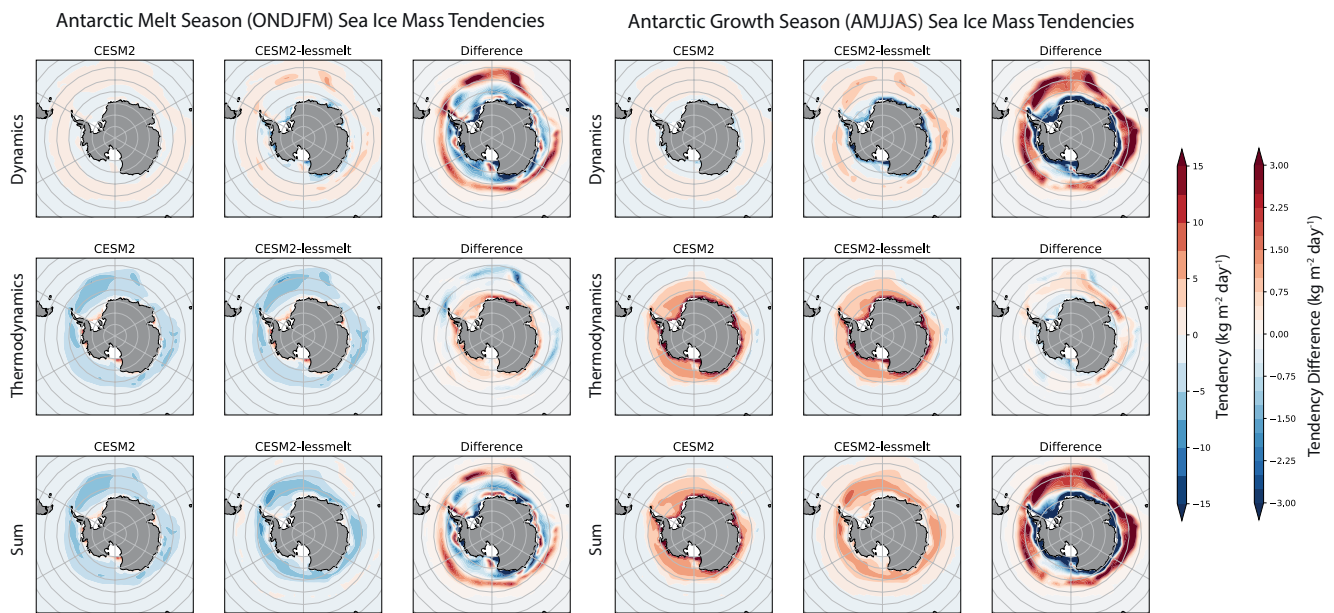 Antarctic Melt Season (ONDJFM) Sea Ice Mass Tendencies
Antarctic Growth Season (AMJJAS) Sea Ice Mass Tendencies
CESM2
CESM2-lessmelt
Difference
CESM2
CESM2-lessmelt
Difference
Dynamics
Dynamics
CESM2
CESM2-lessmelt
Difference
CESM2
CESM2-lessmelt
Difference
Thermodynamics
Thermodynamics
CESM2
CESM2-lessmelt
Difference
CESM2
CESM2-lessmelt
Difference
Sum
Sum
15
10
5
0
−5
−10
−15
Tendency (kg m⁻² day⁻¹)
3.00
2.25
1.50
0.75
0.00
−0.75
−1.50
−2.25
−3.00
Tendency Difference (kg m⁻² day⁻¹)